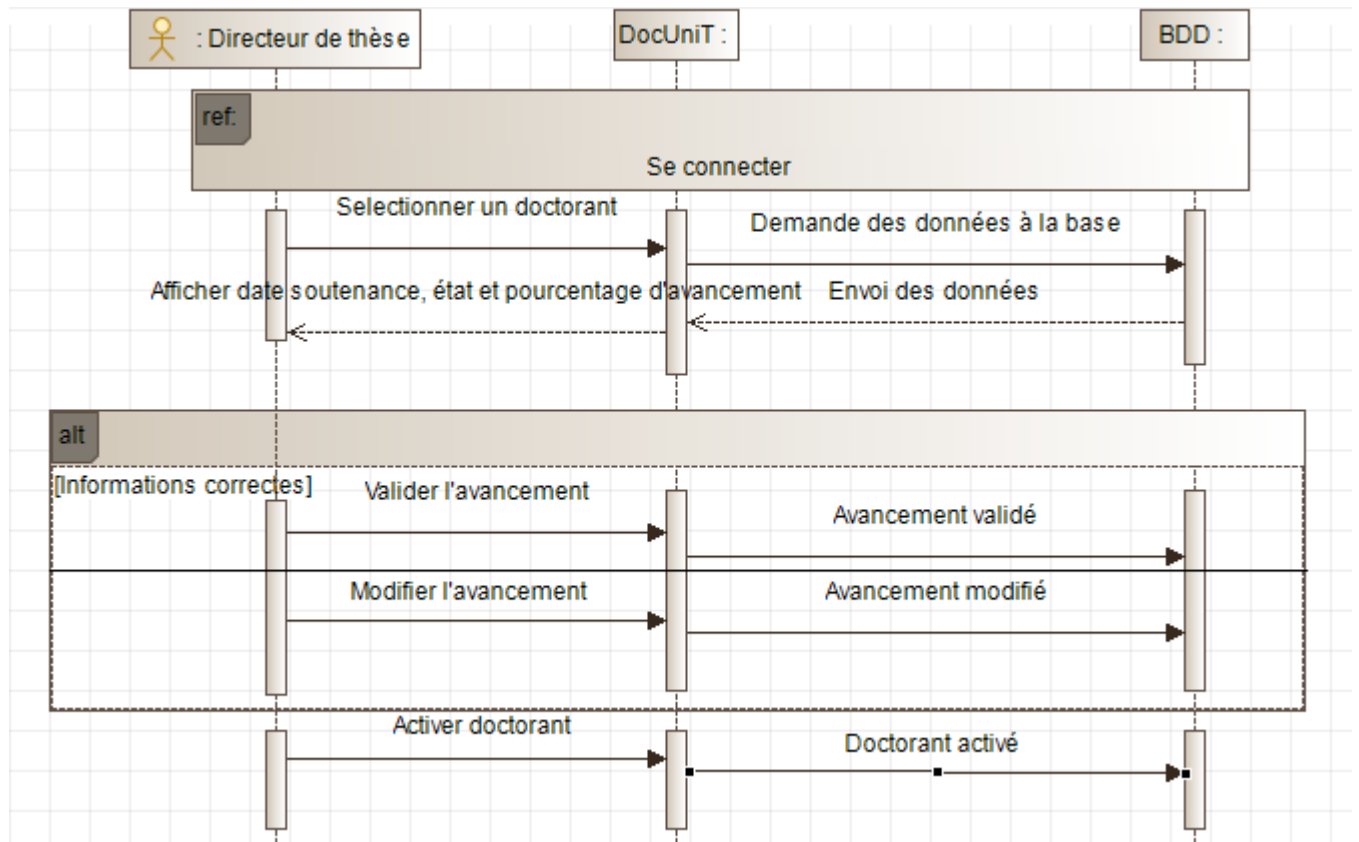 : Directeur de thèse
DocUniT :
BDD :
ref:
Se connecter
Selectionner un doctorant
Demande des données à la base
Afficher date soutenance, état et pourcentage d'avancement
Envoi des données
alt
[Informations correctes]
Valider l'avancement
Avancement validé
Modifier l'avancement
Avancement modifié
Activer doctorant
Doctorant activé